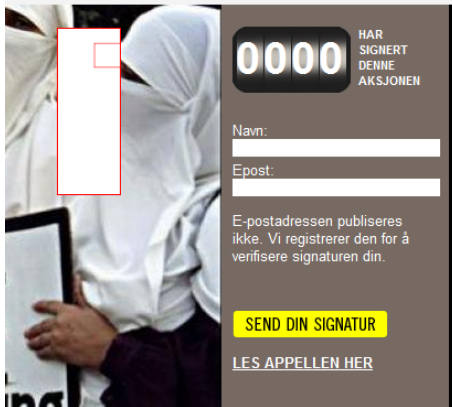 0000
HAR
SIGNERT
DENNE
AKSJONEN
Navn:
Epost:
E-postadressen publiseres
ikke. Vi registrerer den for å
verifisere signaturen din.
SEND DIN SIGNATUR
LES APPELLEN HER